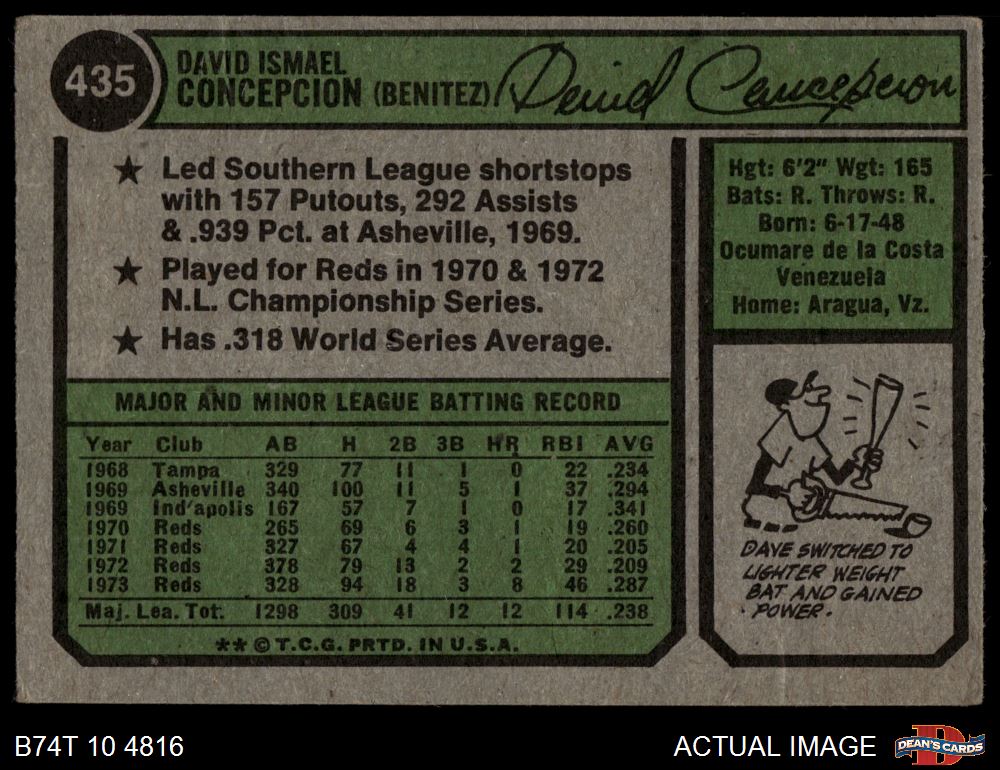 435
DAVID ISMAEL
CONCEPCION (BENITEZ)
David Concepcion
★ Led Southern League shortstops
with 157 Putouts, 292 Assists
& .939 Pct. at Asheville, 1969.
★ Played for Reds in 1970 & 1972
N.L. Championship Series.
★ Has .318 World Series Average.
Hgt: 6'2" Wgt: 165
Bats: R. Throws: R.
Born: 6-17-48
Ocumare de la Costa
Venezuela
Home: Aragua, Vz.
MAJOR AND MINOR LEAGUE BATTING RECORD
Year Club AB H 2B 3B HR RBI AVG
1968 Tampa 329 77 11 1 0 22 .234
1969 Asheville 340 100 11 5 1 37 .294
1969 Ind'apolis 167 57 7 1 0 17 .341
1970 Reds 265 69 6 3 1 19 .260
1971 Reds 327 67 4 4 1 20 .205
1972 Reds 378 79 13 2 2 29 .209
1973 Reds 328 94 18 3 8 46 .287
Maj. Lea. Tot. 1298 309 41 12 12 114 .238
** © T.C.G. PRTD. IN U.S.A.
DAVE SWITCHED TO
LIGHTER WEIGHT
BAT AND GAINED
POWER.
B74T 10 4816
ACTUAL IMAGE
D
DEAN'S CARDS